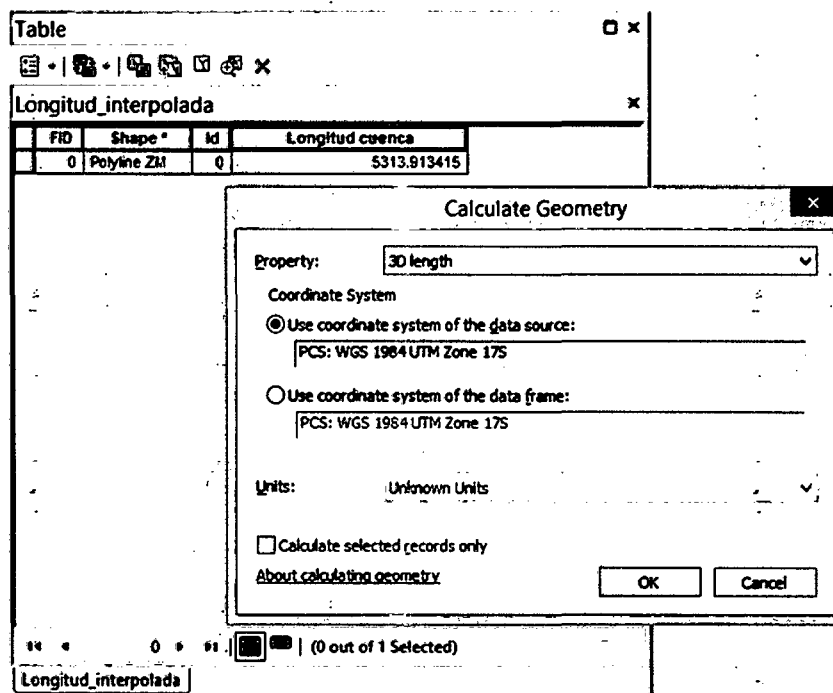 Table
Longitud_interpolada
FID Shape * Id Longitud cuenca
0 Polyline ZM 0 5313.913415
Calculate Geometry
Property: 3D length
Coordinate System
Use coordinate system of the data source:
PCS: WGS 1984 UTM Zone 17S
Use coordinate system of the data frame:
PCS: WGS 1984 UTM Zone 17S
Units: Unknown Units
Calculate selected records only
About calculating geometry
OK Cancel
0 (0 out of 1 Selected)
Longitud_interpolada